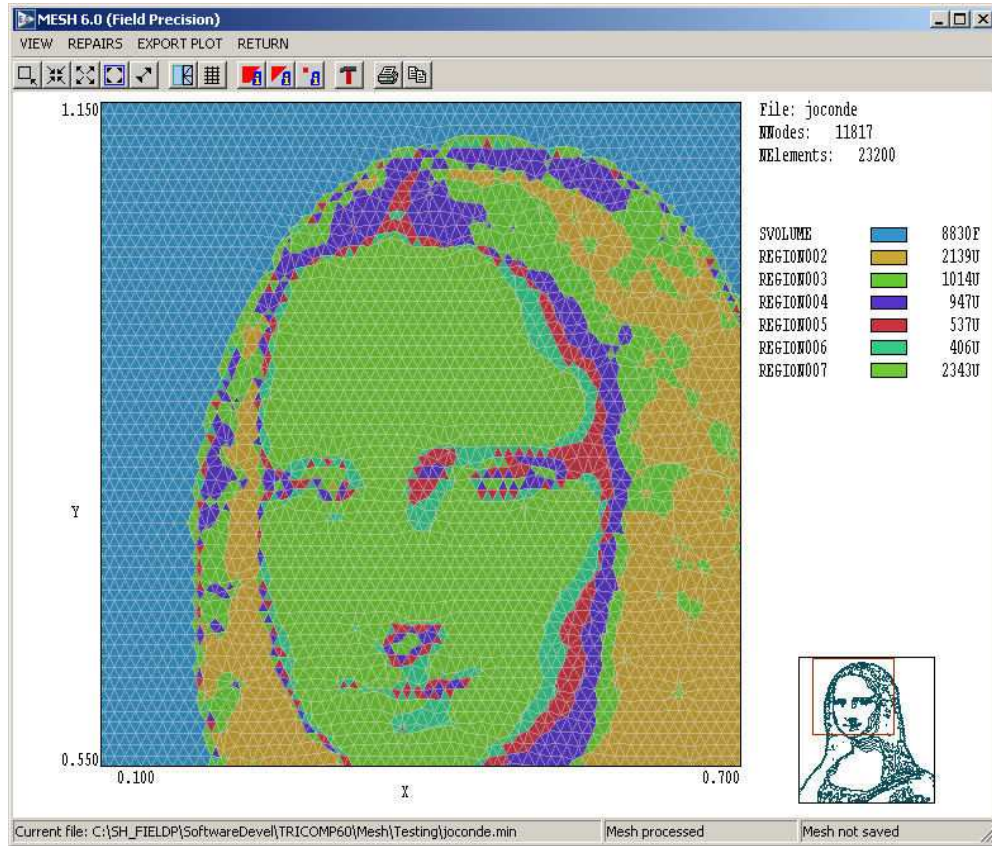 MESH 6.0 (Field Precision)
VIEW REPAIRS EXPORT PLOT RETURN
1.150
File: joconde
NNodes: 11817
NElements: 23200
SVOLUME 8830F
REGION002 2139U
REGION003 1014U
REGION004 947U
REGION005 537U
REGION006 406U
REGION007 2343U
Y
0.550
0.100 0.700
X
Current file: C:\SH_FIELDP\SoftwareDevel\TRICOMP60\Mesh\Testing\joconde.min Mesh processed Mesh not saved